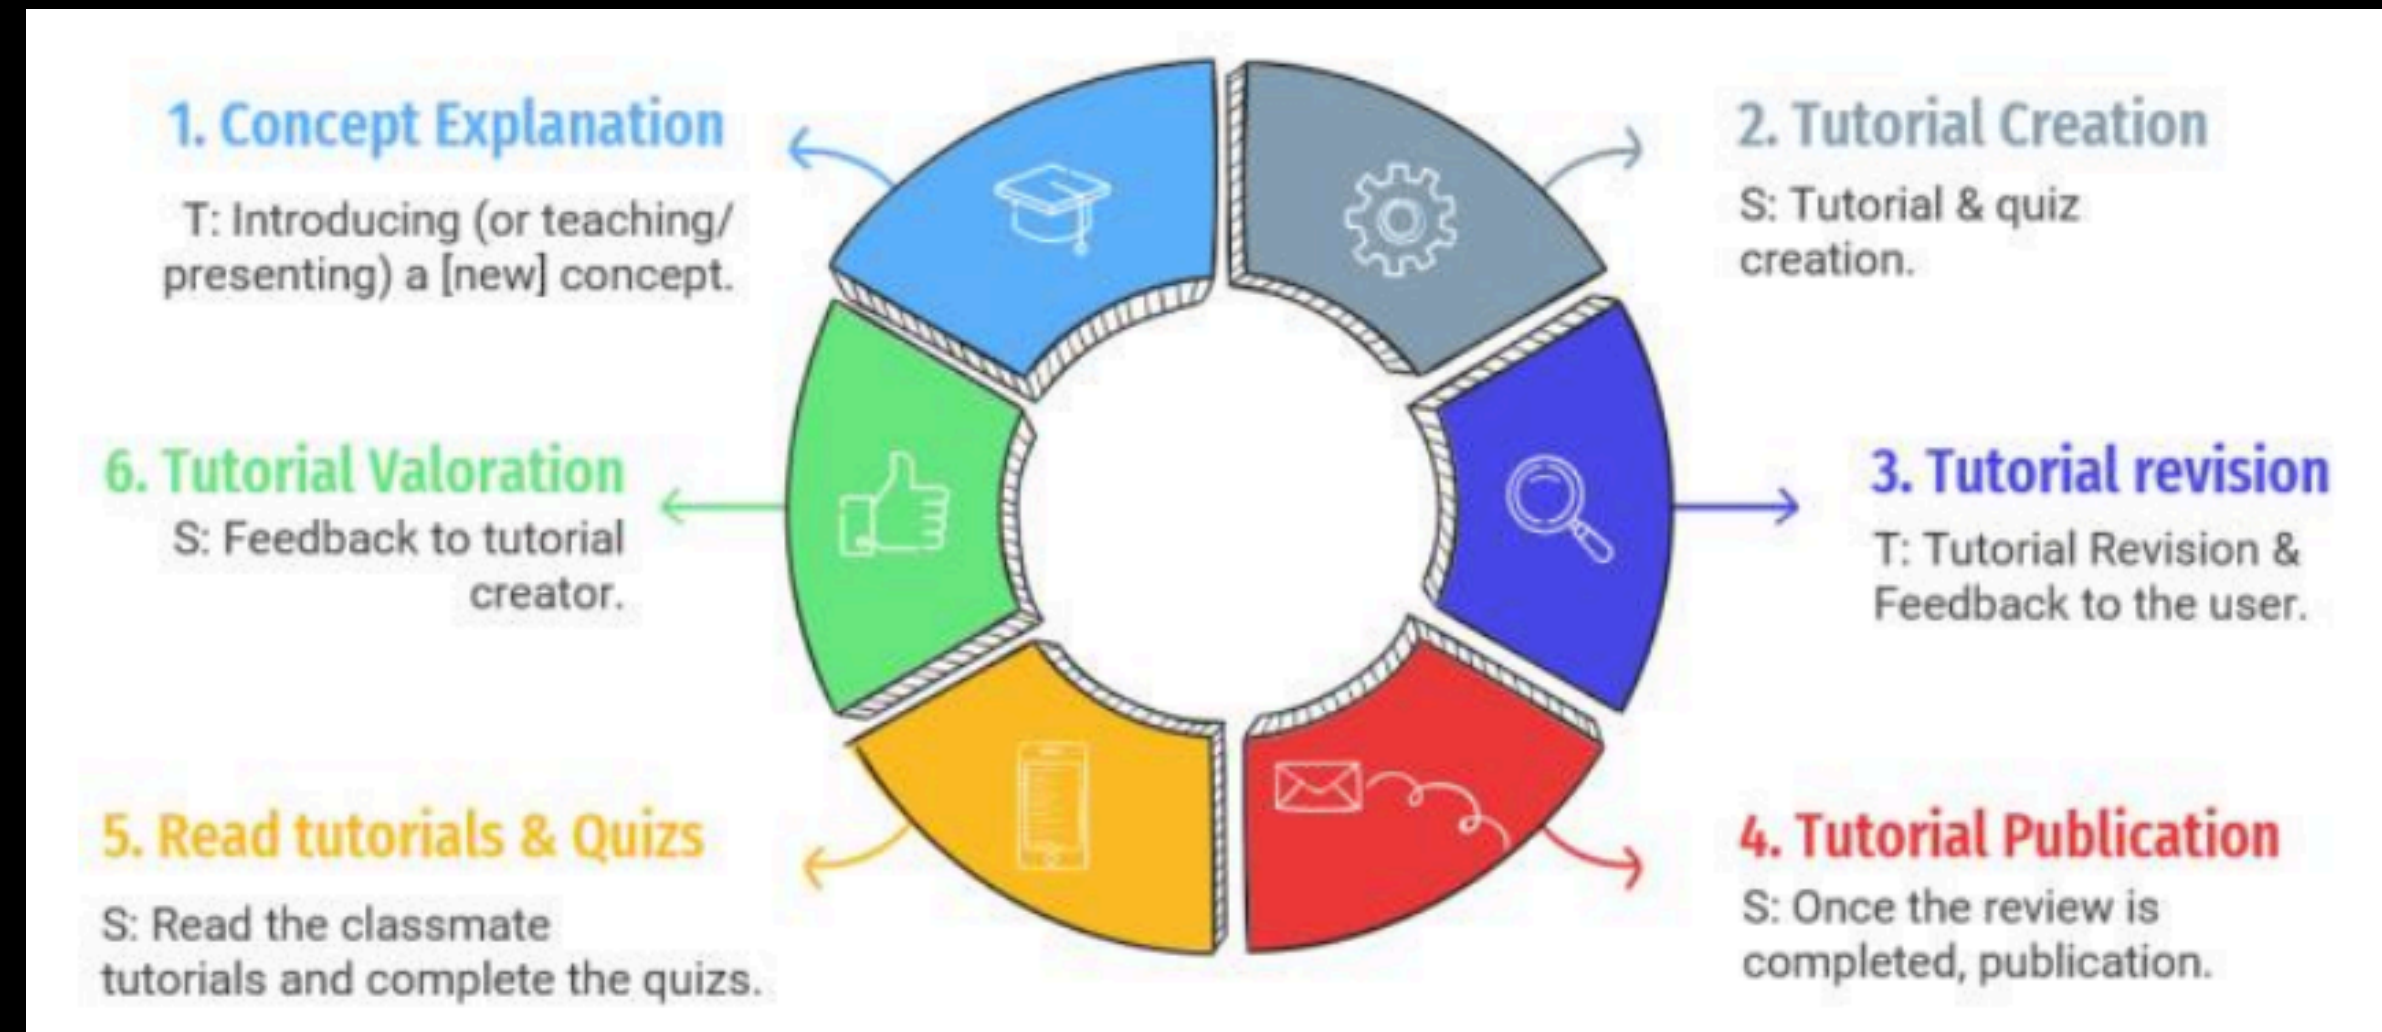 1. Concept Explanation
T: Introducing (or teaching/
presenting) a [new] concept.
2. Tutorial Creation
S: Tutorial & quiz
creation.
3. Tutorial revision
T: Tutorial Revision &
Feedback to the user.
4. Tutorial Publication
S: Once the review is
completed, publication.
5. Read tutorials & Quizs
S: Read the classmate
tutorials and complete the quizs.
6. Tutorial Valoration
S: Feedback to tutorial
creator.